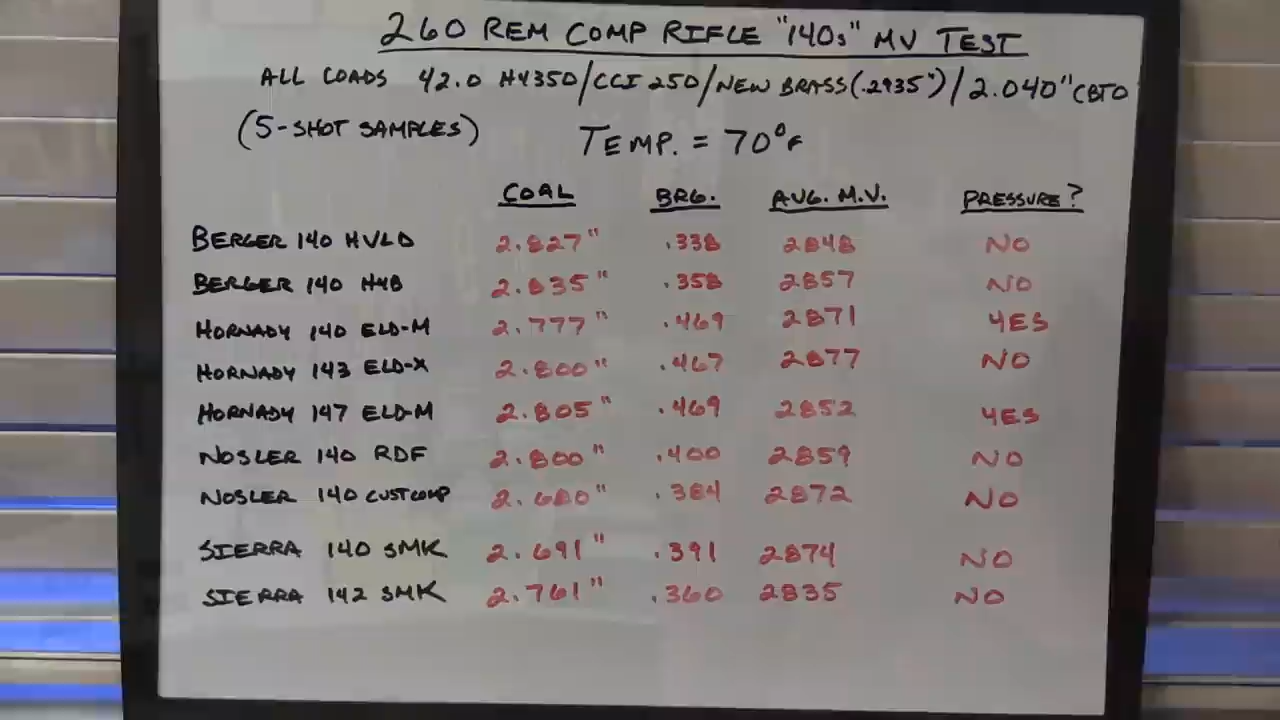 260 REM COMP RIFLE "140s" MV TEST
ALL LOADS 42.0 H4350/CCI 250/NEW BRASS(.2935")/2.040" CBTO
(5-SHOT SAMPLES) TEMP. = 70°F
COAL BRG. AVG. M.V. PRESSURE?
BERGER 140 HVLD 2.827" .338 2848 NO
BERGER 140 HYB 2.835" .358 2857 NO
HORNADY 140 ELD-M 2.777" .469 2871 YES
HORNADY 143 ELD-X 2.800" .467 2877 NO
HORNADY 147 ELD-M 2.805" .469 2852 YES
NOSLER 140 RDF 2.800" .400 2859 NO
NOSLER 140 CUSTCOMP 2.680" .384 2872 NO
SIERRA 140 SMK 2.691" .391 2874 NO
SIERRA 142 SMK 2.761" .360 2835 NO